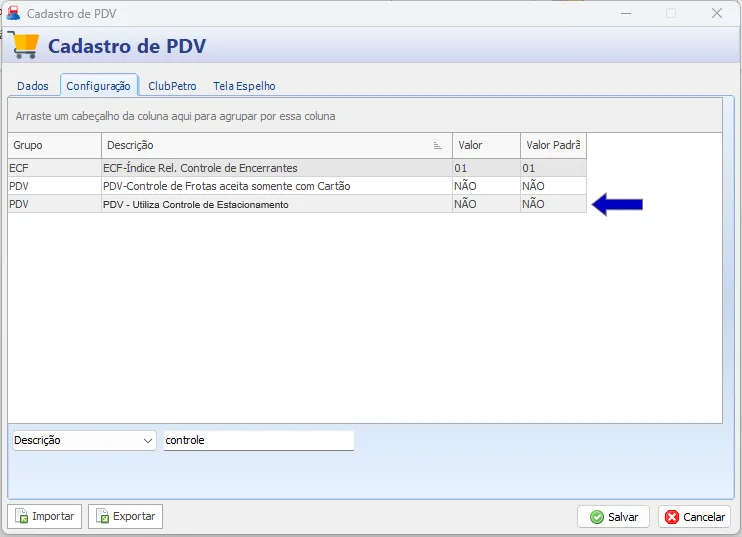 Cadastro de PDV
Cadastro de PDV
Dados Configuração ClubPetro Tela Espelho
Arraste um cabeçalho da coluna aqui para agrupar por essa coluna
Grupo Descrição Valor Valor Padrã
ECF ECF-Índice Rel. Controle de Encerrantes 01 01
PDV PDV-Controle de Frotas aceita somente com Cartão NÃO NÃO
PDV PDV - Utiliza Controle de Estacionamento NÃO NÃO
Descrição controle
Importar Exportar Salvar Cancelar